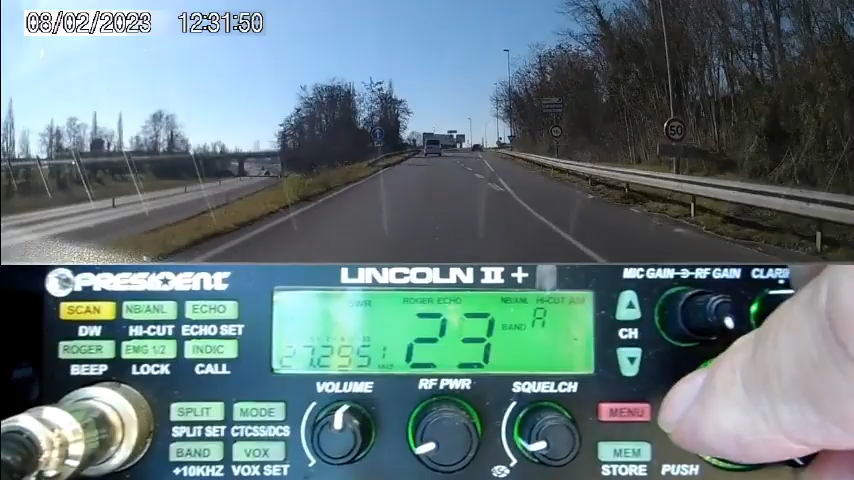 08/02/2023 12:31:50
50
PRESIDENT
LINCOLN II +
MIC GAIN RF GAIN CLARI
SCAN NB/ANL ECHO
DW HI-CUT ECHO SET
ROGER EMG 1/2 INDIC
BEEP LOCK CALL
SWR ROGER ECHO NB/ANL HI-CUT AM
23 BAND A
27.2951
CH
VOLUME RF PWR SQUELCH
SPLIT MODE
SPLIT SET CTCSS/DCS
BAND VOX
+10KHZ VOX SET
MENU
MEM
STORE PUSH